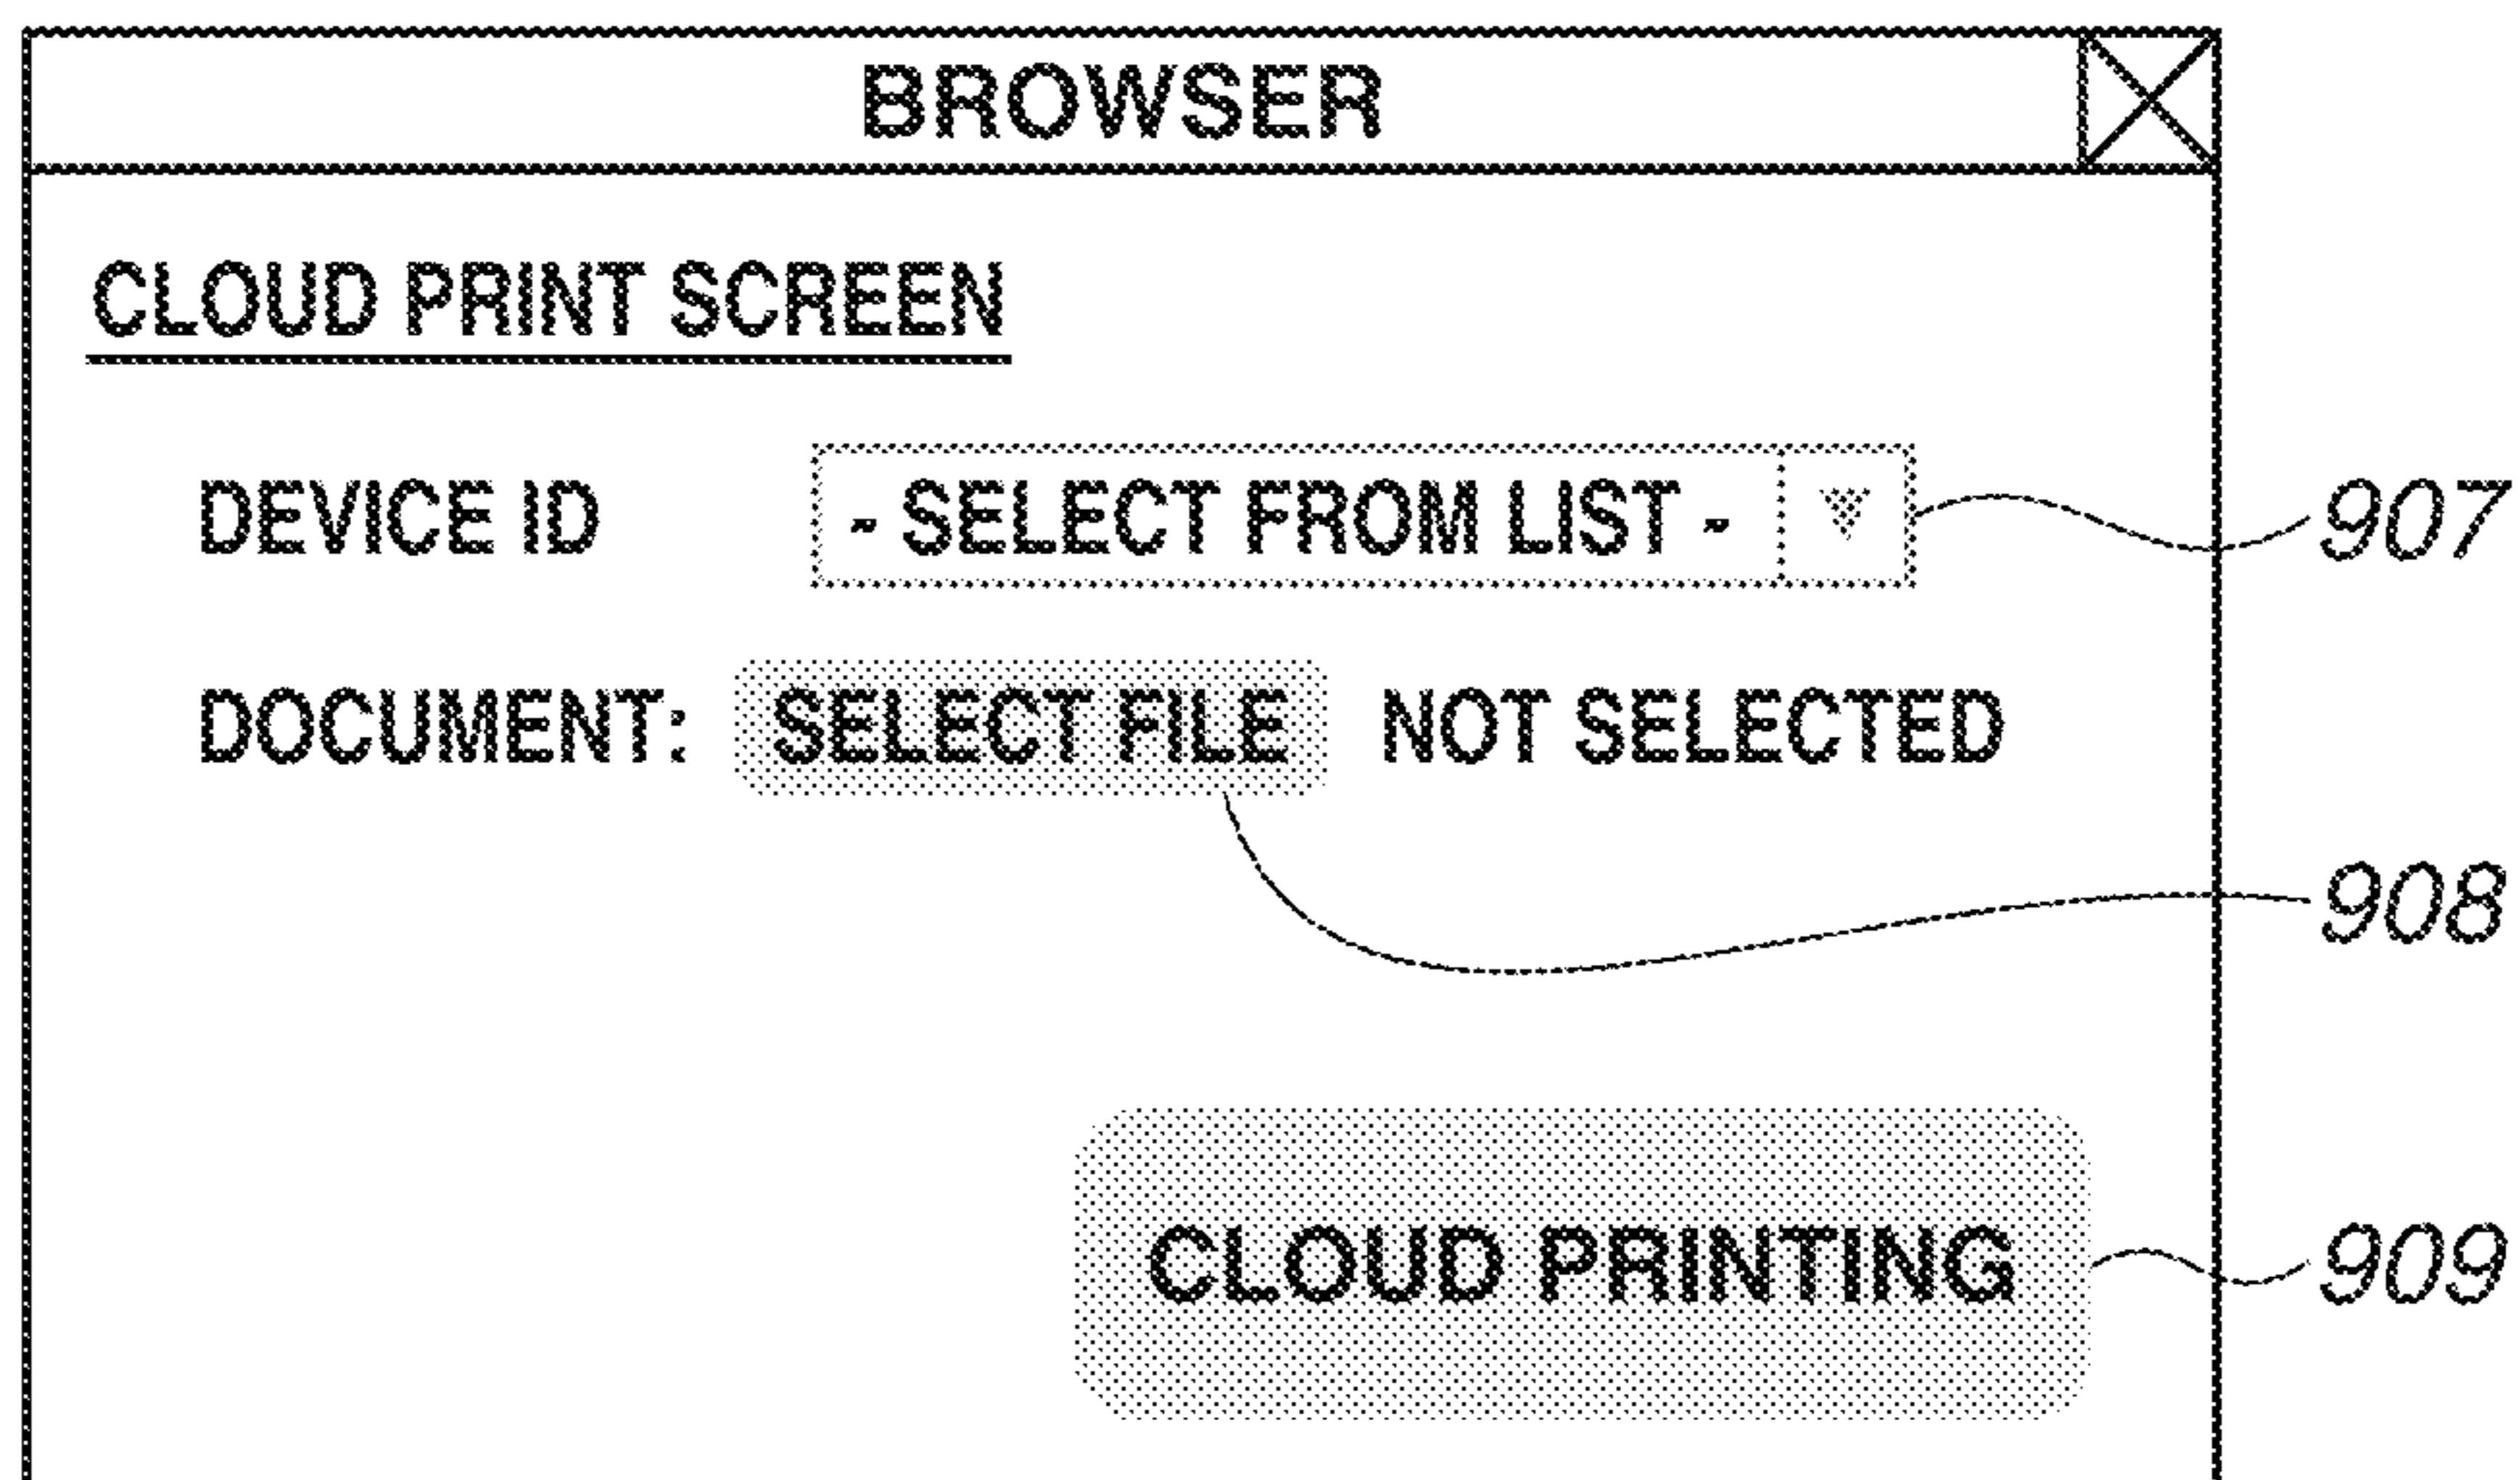 BROWSER
CLOUD PRINT SCREEN
DEVICE ID - SELECT FROM LIST - 907
DOCUMENT: SELECT FILE NOT SELECTED
908
CLOUD PRINTING 909